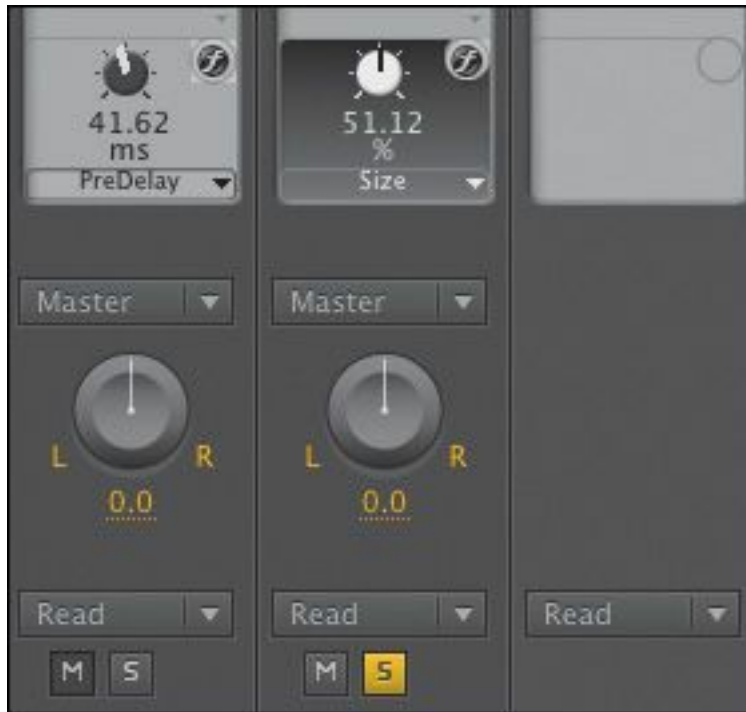 f
41.62
ms
PreDelay
f
51.12
%
Size
Master
Master
L R
0.0
L R
0.0
Read
Read
Read
M S
M S